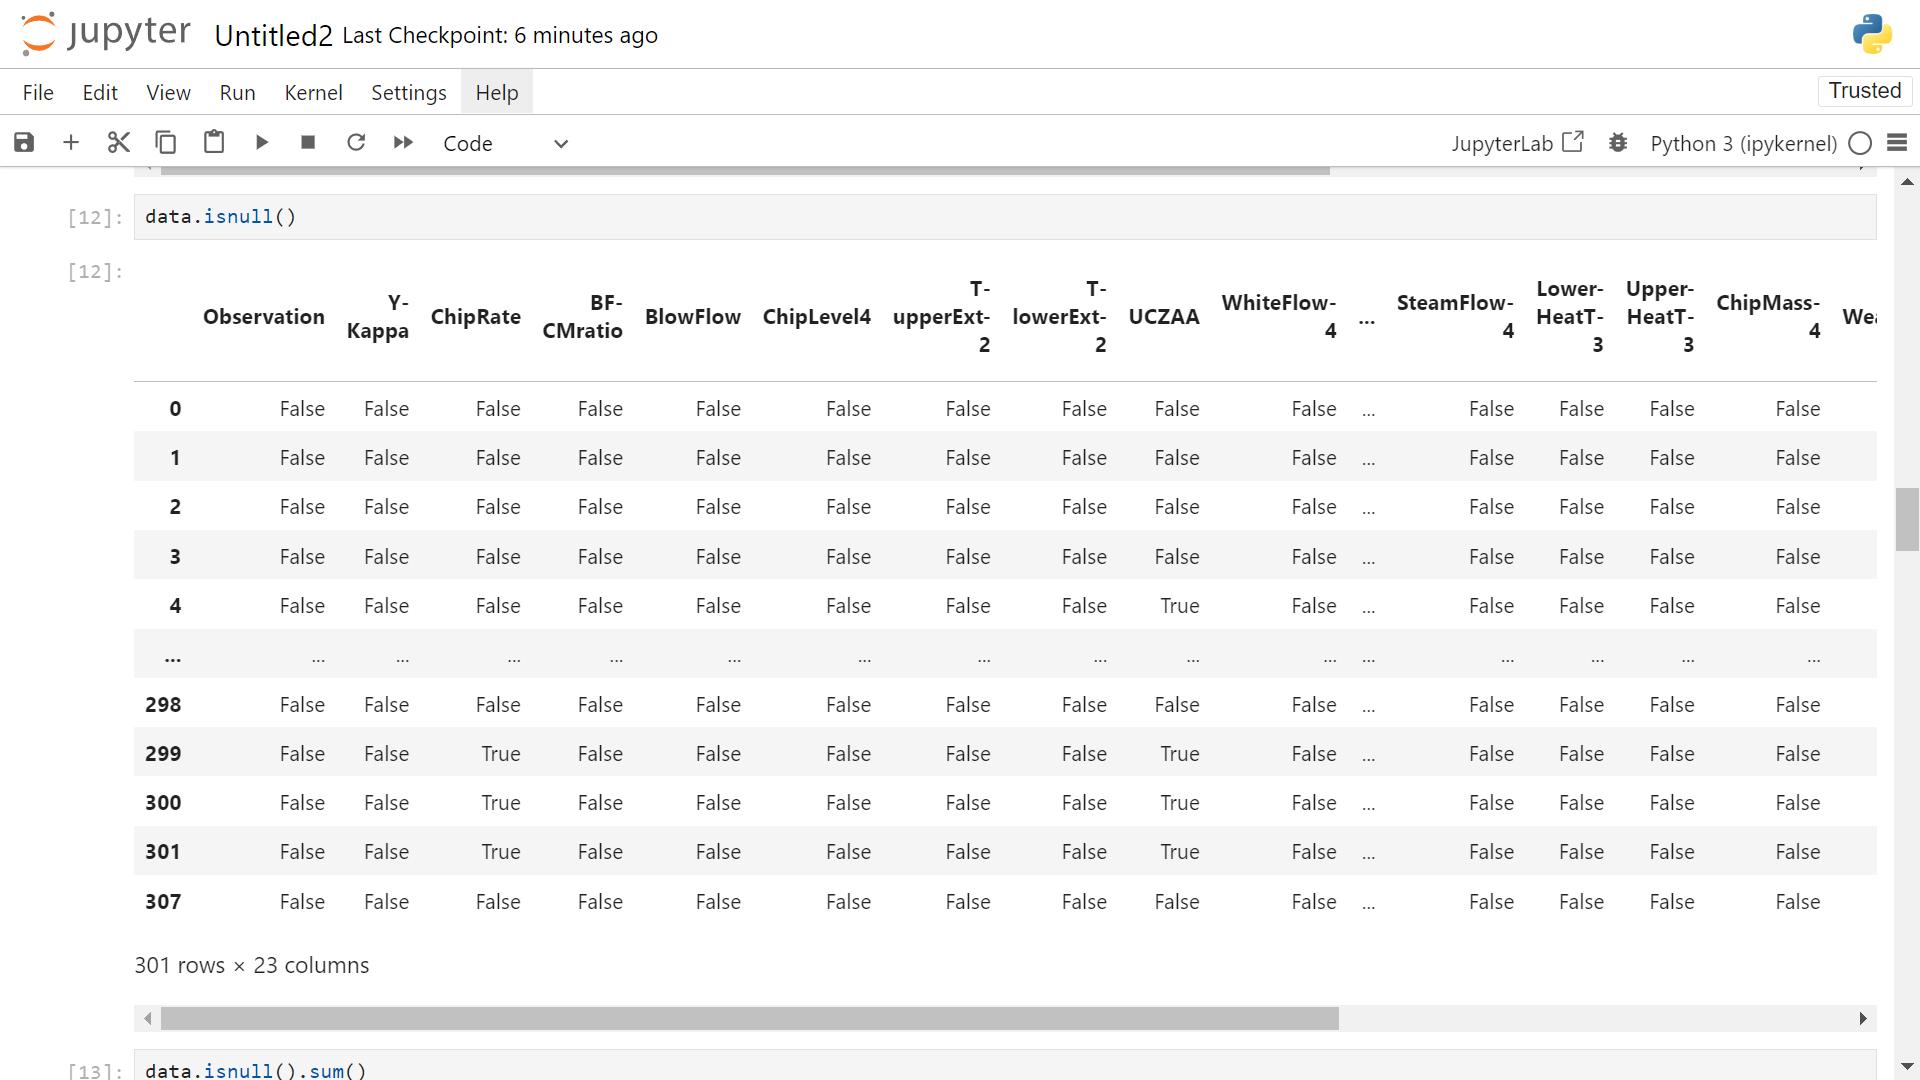 jupyter Untitled2 Last Checkpoint: 6 minutes ago
File Edit View Run Kernel Settings Help Trusted
Code JupyterLab Python 3 (ipykernel)
[12]: data.isnull()
[12]:
Observation Y-Kappa ChipRate BF-CMratio BlowFlow ChipLevel4 T-upperExt-2 T-lowerExt-2 UCZAA WhiteFlow-4 ... SteamFlow-4 Lower-HeatT-3 Upper-HeatT-3 ChipMass-4
0 False False False False False False False False False False ... False False False False
1 False False False False False False False False False False ... False False False False
2 False False False False False False False False False False ... False False False False
3 False False False False False False False False False False ... False False False False
4 False False False False False False False False True False ... False False False False
... ... ... ... ... ... ... ... ... ... ... ... ... ... ... ...
298 False False False False False False False False False False ... False False False False
299 False False True False False False False False True False ... False False False False
300 False False True False False False False False True False ... False False False False
301 False False True False False False False False True False ... False False False False
307 False False False False False False False False False False ... False False False False
301 rows × 23 columns
[13]: data.isnull().sum()